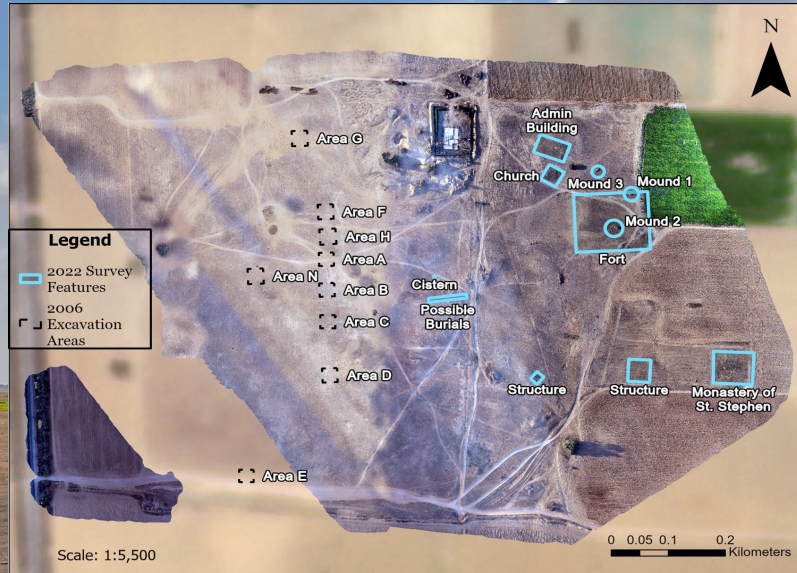 N
Admin
Building
Area G
Church
Mound 3
Mound 1
Area F
Mound 2
Area H
Fort
Area A
Legend
2022 Survey
Features
2006
Excavation
Areas
Area N
Cistern
Area B
Possible
Burials
Area C
Area D
Structure
Structure
Monastery of
St. Stephen
Area E
Scale: 1:5,500
0 0.05 0.1 0.2
Kilometers